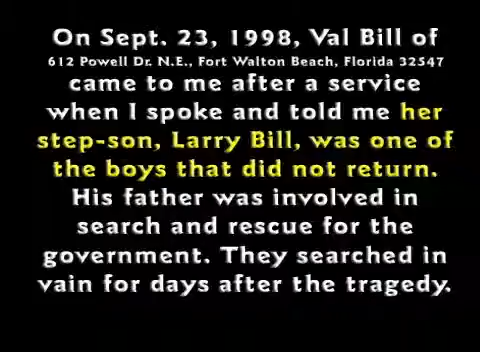 On Sept. 23, 1998, Val Bill of
612 Powell Dr. N.E., Fort Walton Beach, Florida 32547
came to me after a service
when I spoke and told me her
step-son, Larry Bill, was one of
the boys that did not return.
His father was involved in
search and rescue for the
government. They searched in
vain for days after the tragedy.